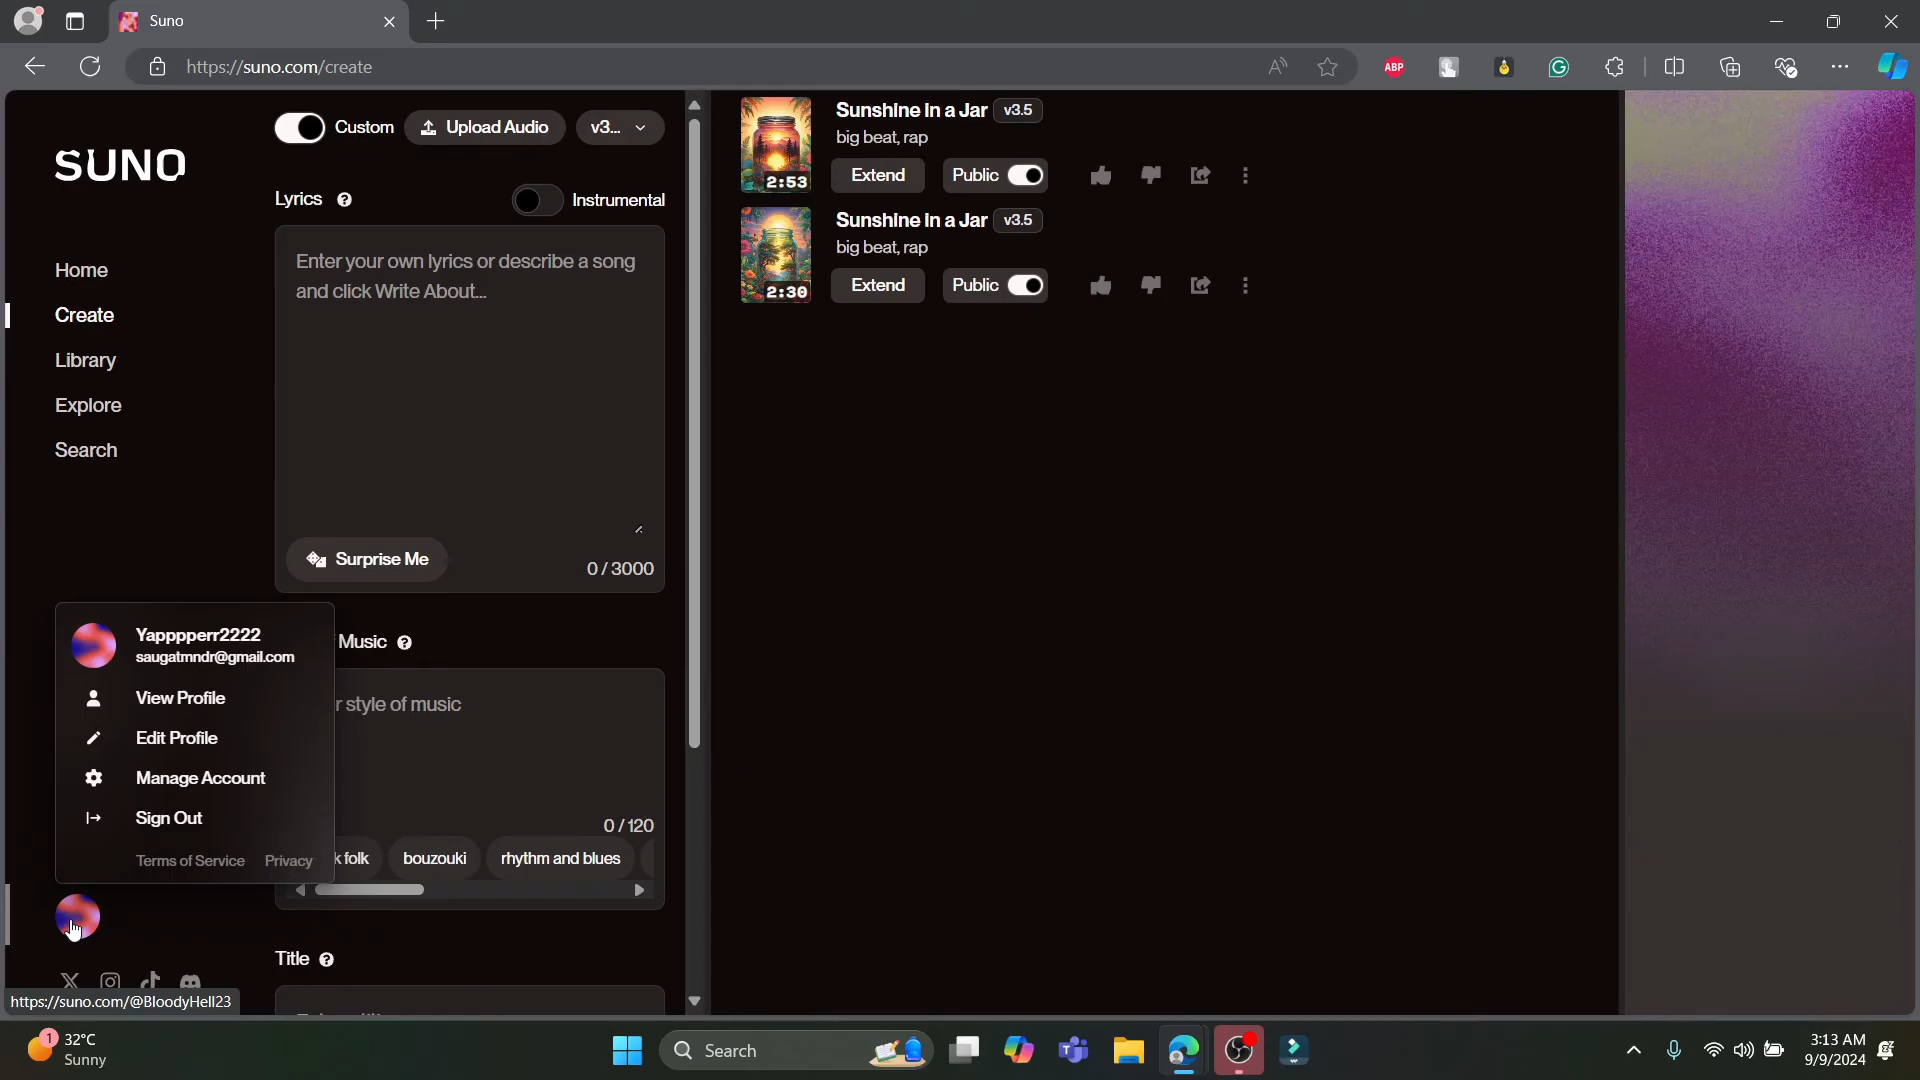 Suno
https://suno.com/create
ABP
SUNO
Home
Create
Library
Explore
Search
Custom
Upload Audio
v3...
Lyrics
Instrumental
Enter your own lyrics or describe a song
and click Write About...
Surprise Me
0 / 3000
Music
r style of music
0 / 120
k folk
bouzouki
rhythm and blues
Title
Yapppperr2222
saugatmndr@gmail.com
View Profile
Edit Profile
Manage Account
Sign Out
Terms of Service Privacy
https://suno.com/@BloodyHell23
Sunshine in a Jar v3.5
big beat, rap
2:53
Extend
Public
Sunshine in a Jar v3.5
big beat, rap
2:30
Extend
Public
1
32°C
Sunny
Search
3:13 AM
9/9/2024